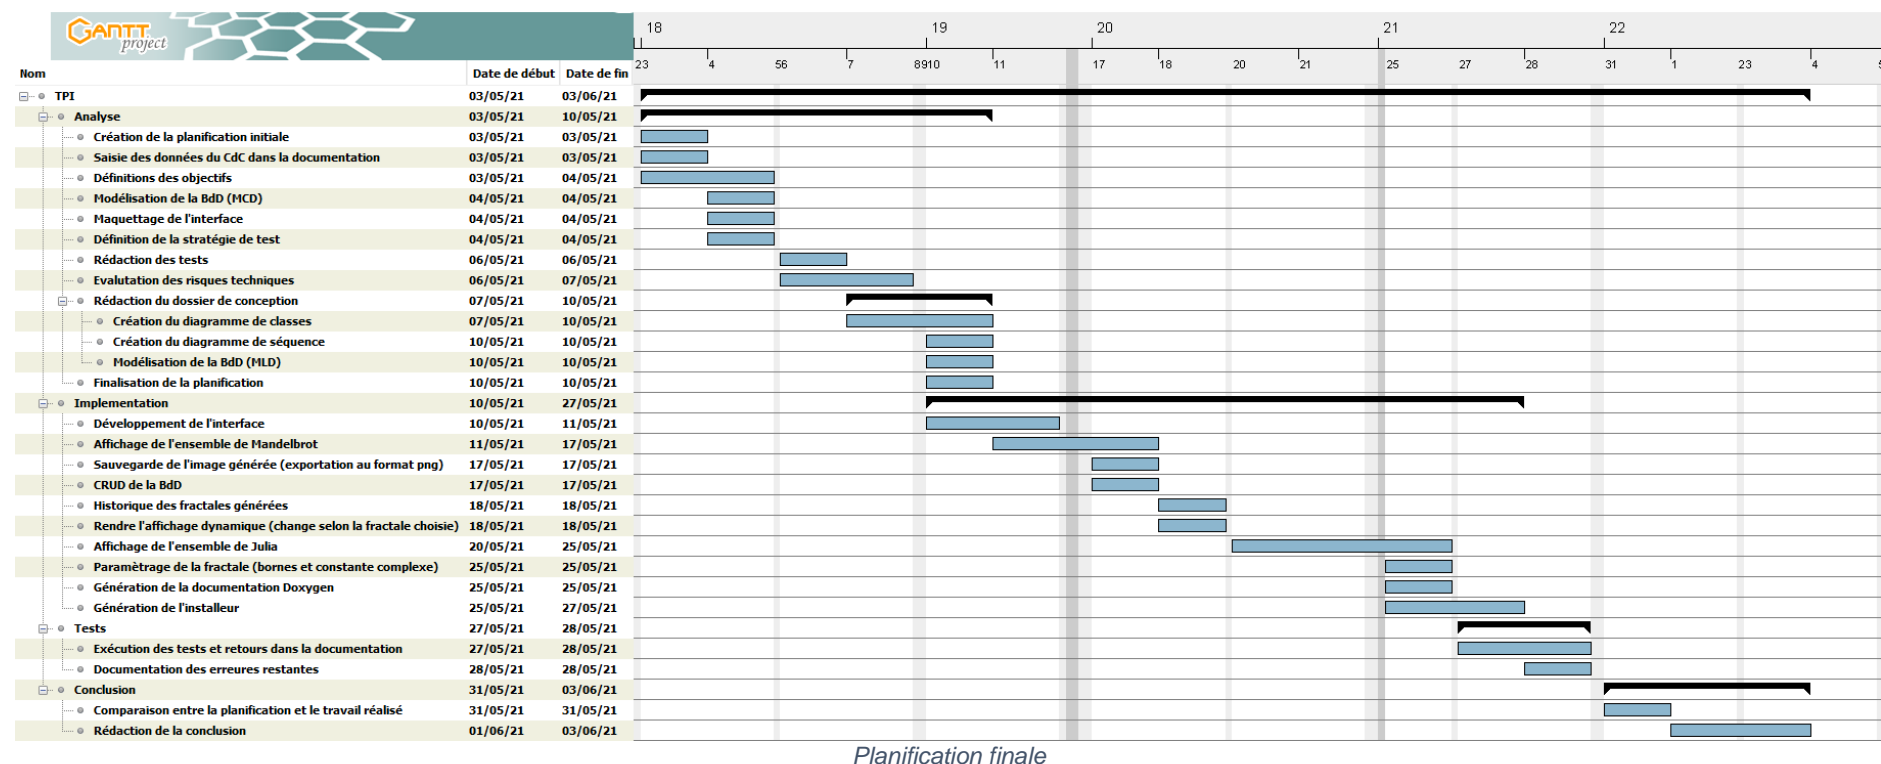 GANTT
project
18 19 20 21 22
Nom Date de début Date de fin
23 4 56 7 8910 11 17 18 20 21 25 27 28 31 1 23 4
TPI 03/05/21 03/06/21
Analyse 03/05/21 10/05/21
Création de la planification initiale 03/05/21 03/05/21
Saisie des données du CdC dans la documentation 03/05/21 03/05/21
Définitions des objectifs 03/05/21 04/05/21
Modélisation de la BdD (MCD) 04/05/21 04/05/21
Maquettage de l'interface 04/05/21 04/05/21
Définition de la stratégie de test 04/05/21 04/05/21
Rédaction des tests 06/05/21 06/05/21
Evalutation des risques techniques 06/05/21 07/05/21
Rédaction du dossier de conception 07/05/21 10/05/21
Création du diagramme de classes 07/05/21 10/05/21
Création du diagramme de séquence 10/05/21 10/05/21
Modélisation de la BdD (MLD) 10/05/21 10/05/21
Finalisation de la planification 10/05/21 10/05/21
Implementation 10/05/21 27/05/21
Développement de l'interface 10/05/21 11/05/21
Affichage de l'ensemble de Mandelbrot 11/05/21 17/05/21
Sauvegarde de l'image générée (exportation au format png) 17/05/21 17/05/21
CRUD de la BdD 17/05/21 17/05/21
Historique des fractales générées 18/05/21 18/05/21
Rendre l'affichage dynamique (change selon la fractale choisie) 18/05/21 18/05/21
Affichage de l'ensemble de Julia 20/05/21 25/05/21
Paramètrage de la fractale (bornes et constante complexe) 25/05/21 25/05/21
Génération de la documentation Doxygen 25/05/21 25/05/21
Génération de l'installeur 25/05/21 27/05/21
Tests 27/05/21 28/05/21
Exécution des tests et retours dans la documentation 27/05/21 28/05/21
Documentation des erreures restantes 28/05/21 28/05/21
Conclusion 31/05/21 03/06/21
Comparaison entre la planification et le travail réalisé 31/05/21 31/05/21
Rédaction de la conclusion 01/06/21 03/06/21
Planification finale